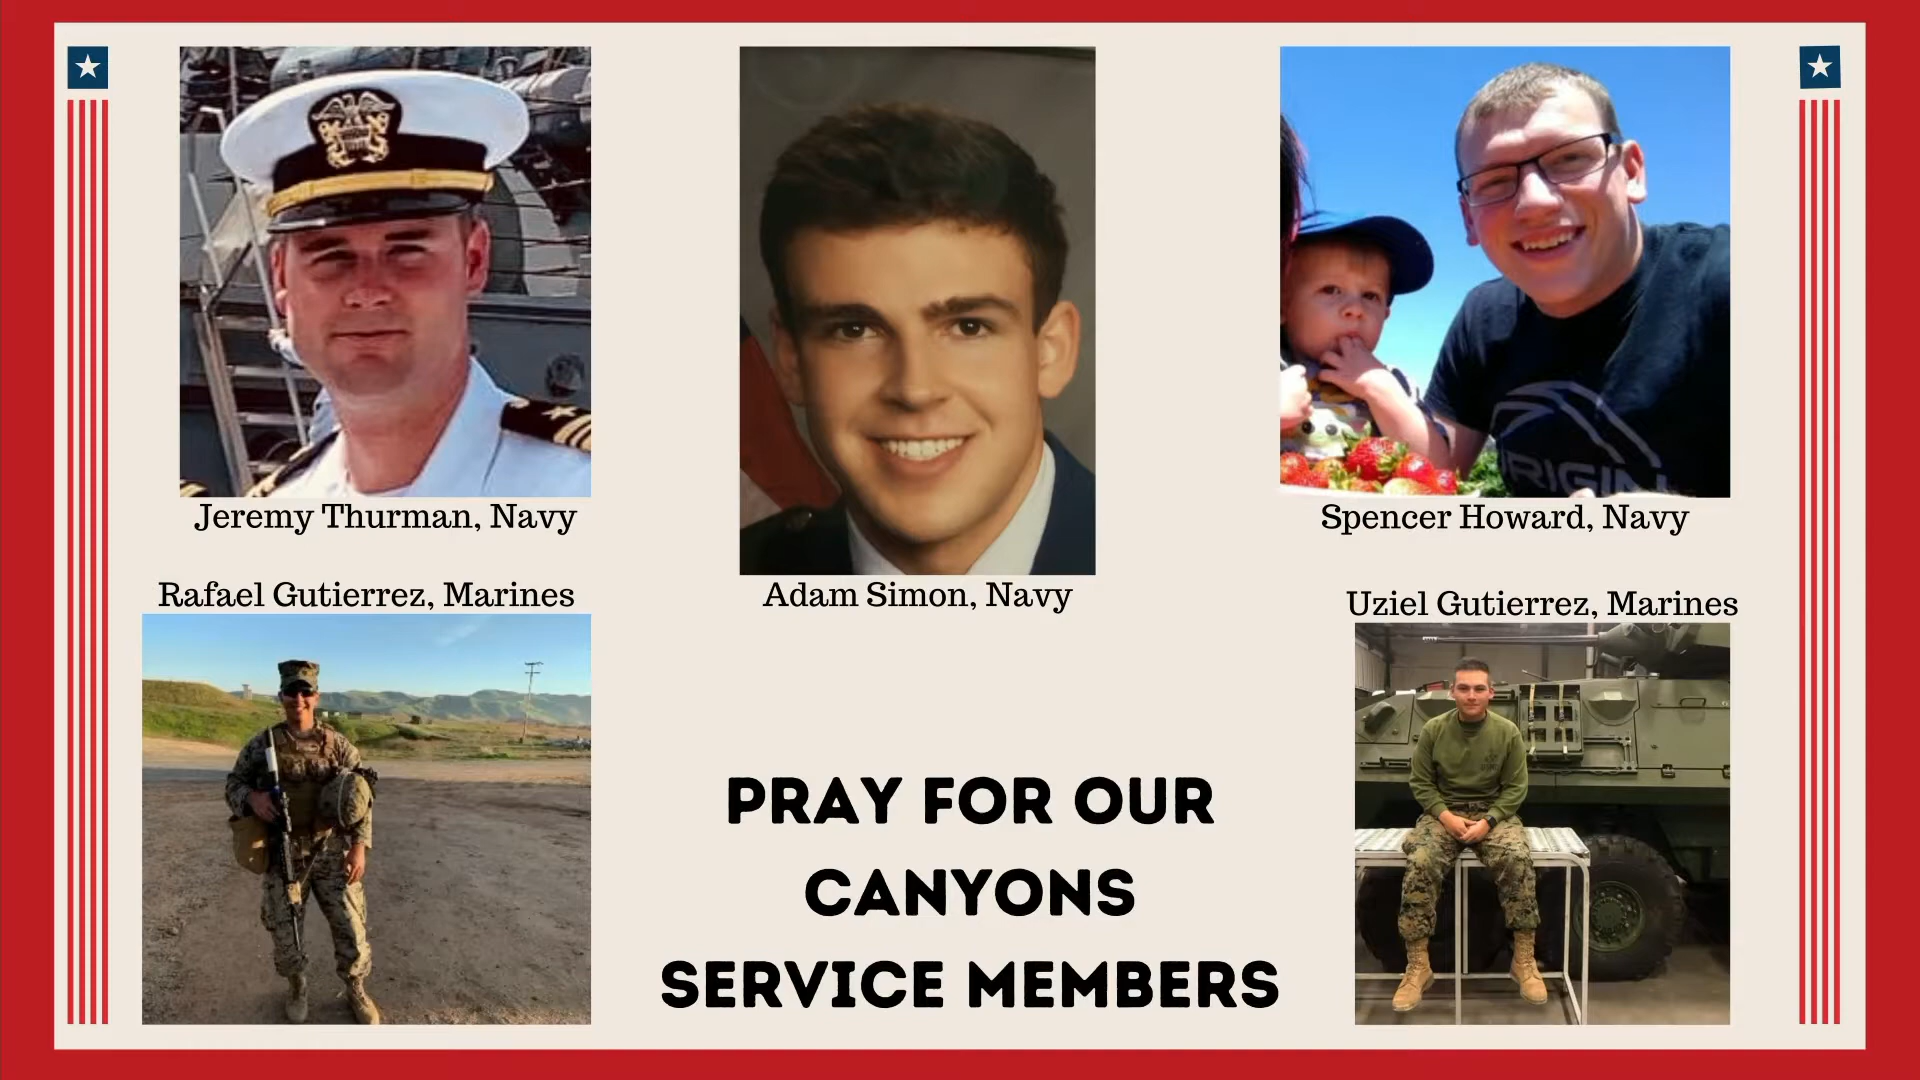 Jeremy Thurman, Navy
Adam Simon, Navy
Spencer Howard, Navy
Rafael Gutierrez, Marines
Uziel Gutierrez, Marines
PRAY FOR OUR
CANYONS
SERVICE MEMBERS
RIGIN